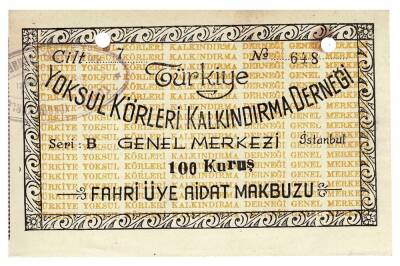 Cilt 7 № 648
Türkiye
YOKSUL KÖRLERİ KALKINDIRMA DERNEĞİ
Seri: B GENEL MERKEZİ İstanbul
100 Kuruş
FAHRİ ÜYE AİDAT MAKBUZU